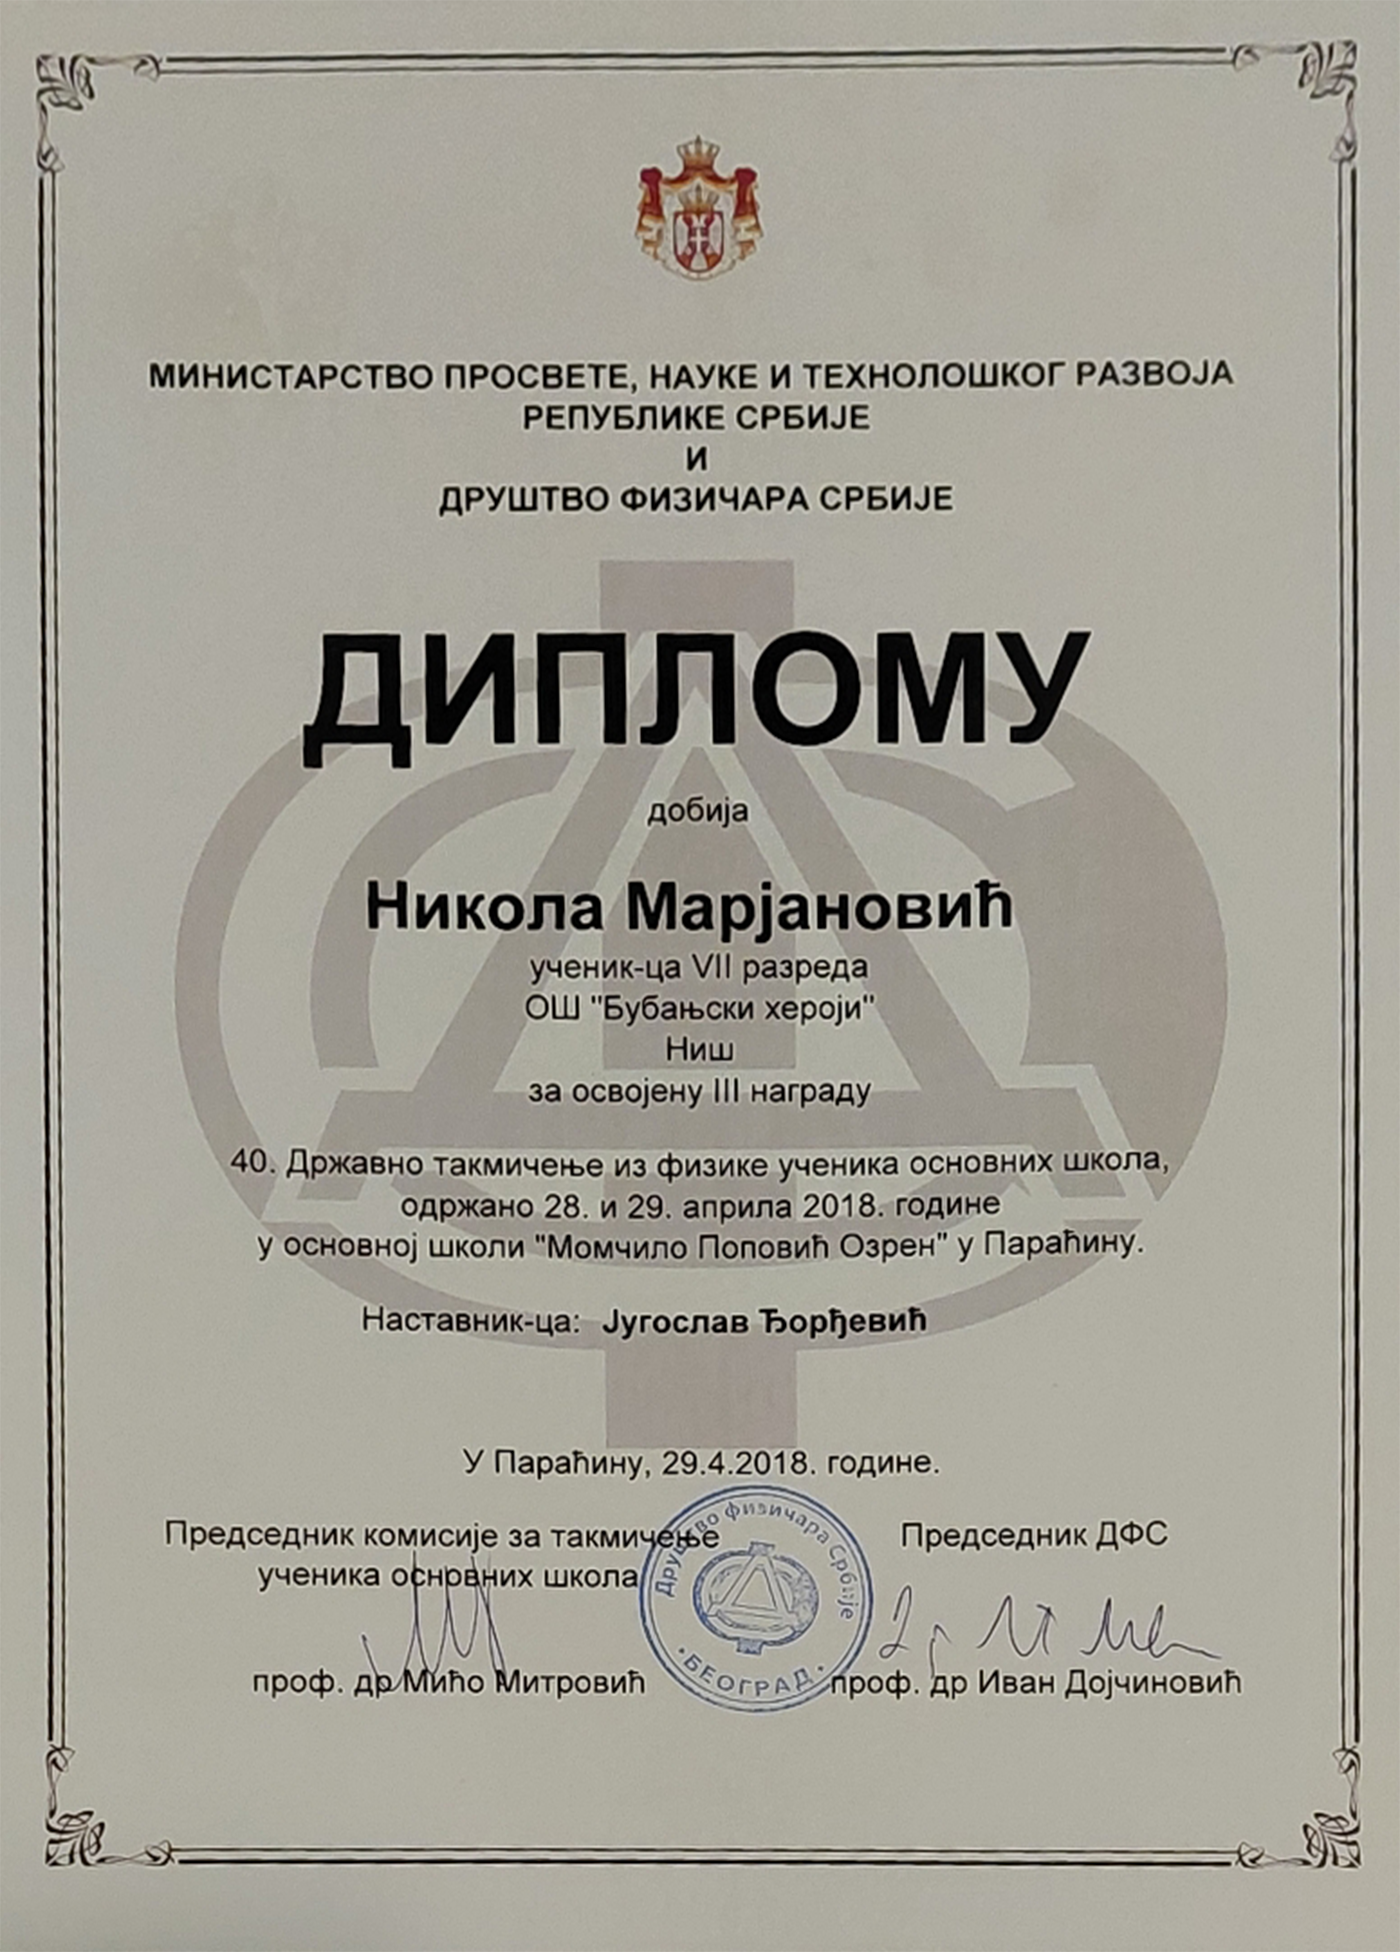 МИНИСТАРСТВО ПРОСВЕТЕ, НАУКЕ И ТЕХНОЛОШКОГ РАЗВОЈА
РЕПУБЛИКЕ СРБИЈЕ
И
ДРУШТВО ФИЗИЧАРА СРБИЈЕ
ДИПЛОМУ
добија
Никола Марјановић
ученик-ца VII разреда
ОШ "Бубањски хероји"
Ниш
за освојену III награду
40. Државно такмичење из физике ученика основних школа,
одржано 28. и 29. априла 2018. године
у основној школи "Момчило Поповић Озрен" у Параћину.
Наставник-ца: Југослав Ђорђевић
У Параћину, 29.4.2018. године.
Председник комисије за такмичење
ученика основних школа
проф. др Мићо Митровић
Друштво физичара Србије
БЕОГРАД
Председник ДФС
проф. др Иван Дојчиновић